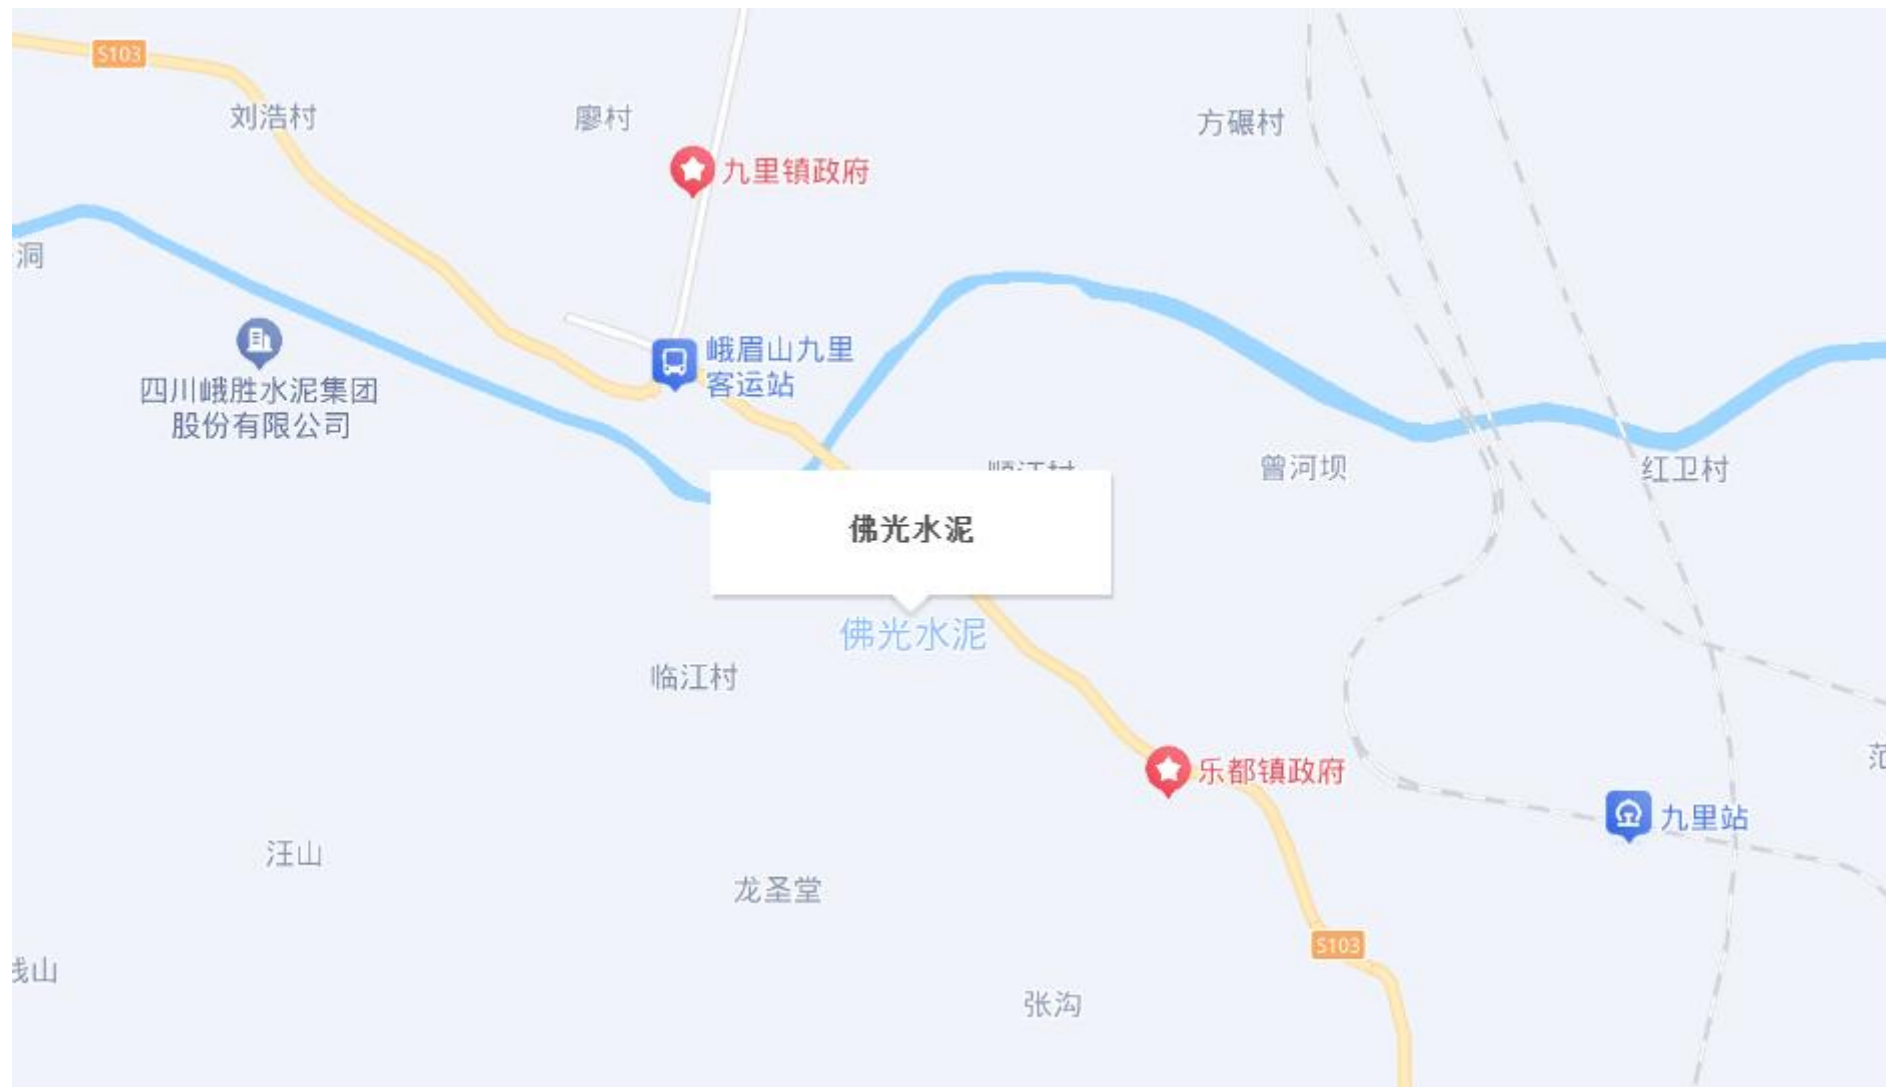 S103
刘浩村
廖村
方碾村
九里镇政府
洞
四川峨胜水泥集团
股份有限公司
峨眉山九里
客运站
曾河坝
红卫村
佛光水泥
佛光水泥
临江村
乐都镇政府
九里站
汪山
龙圣堂
S103
山
张沟